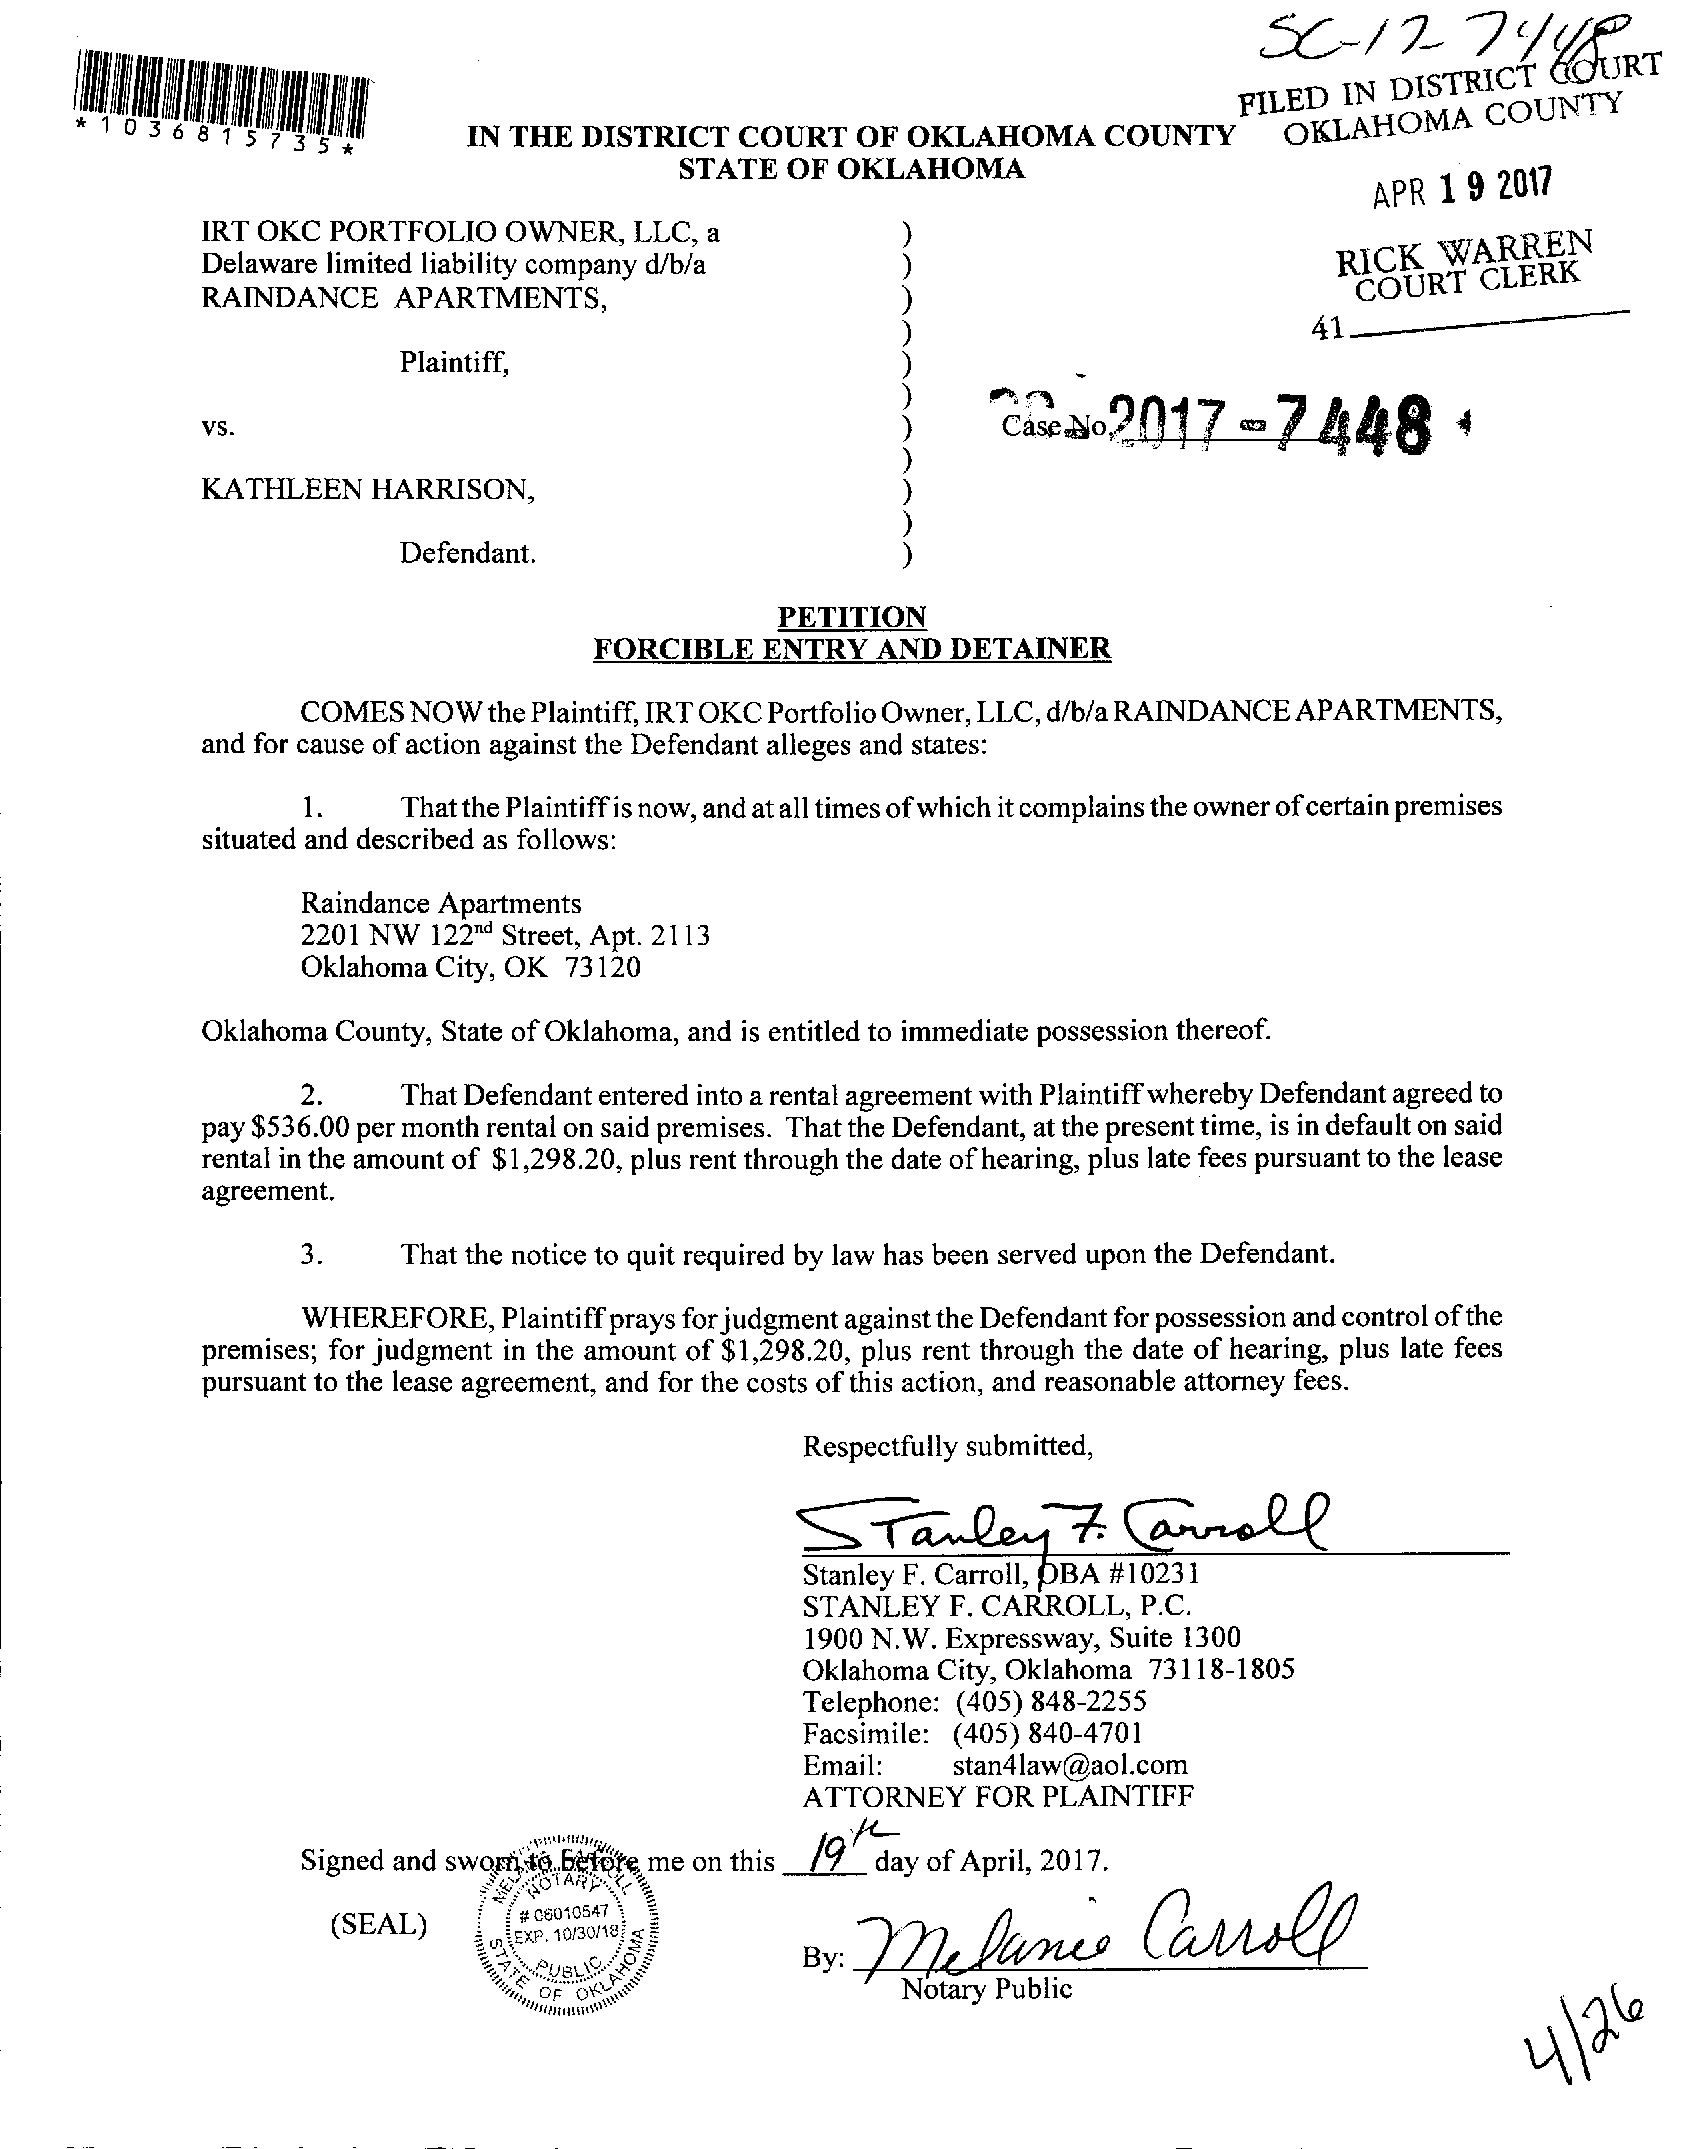 SC-17-7448
FILED IN DISTRICT COURT
OKLAHOMA COUNTY
*1036815735*
IN THE DISTRICT COURT OF OKLAHOMA COUNTY
STATE OF OKLAHOMA
APR 19 2017
RICK WARREN
COURT CLERK
41
IRT OKC PORTFOLIO OWNER, LLC, a )
Delaware limited liability company d/b/a )
RAINDANCE APARTMENTS, )
)
Plaintiff, )
)
vs. ) Case No. 2017-7448
)
KATHLEEN HARRISON, )
)
Defendant. )
PETITION
FORCIBLE ENTRY AND DETAINER
COMES NOW the Plaintiff, IRT OKC Portfolio Owner, LLC, d/b/a RAINDANCE APARTMENTS,
and for cause of action against the Defendant alleges and states:
1. That the Plaintiff is now, and at all times of which it complains the owner of certain premises
situated and described as follows:
Raindance Apartments
2201 NW 122nd Street, Apt. 2113
Oklahoma City, OK 73120
Oklahoma County, State of Oklahoma, and is entitled to immediate possession thereof.
2. That Defendant entered into a rental agreement with Plaintiff whereby Defendant agreed to
pay $536.00 per month rental on said premises. That the Defendant, at the present time, is in default on said
rental in the amount of $1,298.20, plus rent through the date of hearing, plus late fees pursuant to the lease
agreement.
3. That the notice to quit required by law has been served upon the Defendant.
WHEREFORE, Plaintiff prays for judgment against the Defendant for possession and control of the
premises; for judgment in the amount of $1,298.20, plus rent through the date of hearing, plus late fees
pursuant to the lease agreement, and for the costs of this action, and reasonable attorney fees.
Respectfully submitted,
Stanley F. Carroll
Stanley F. Carroll, OBA #10231
STANLEY F. CARROLL, P.C.
1900 N.W. Expressway, Suite 1300
Oklahoma City, Oklahoma 73118-1805
Telephone: (405) 848-2255
Facsimile: (405) 840-4701
Email: stan4law@aol.com
ATTORNEY FOR PLAINTIFF
Signed and sworn to before me on this 19th day of April, 2017.
(SEAL)
NOTARY
# 06010547
EXP. 10/30/18
PUBLIC
STATE OF OKLAHOMA
By: Melanie Carroll
Notary Public
4/26